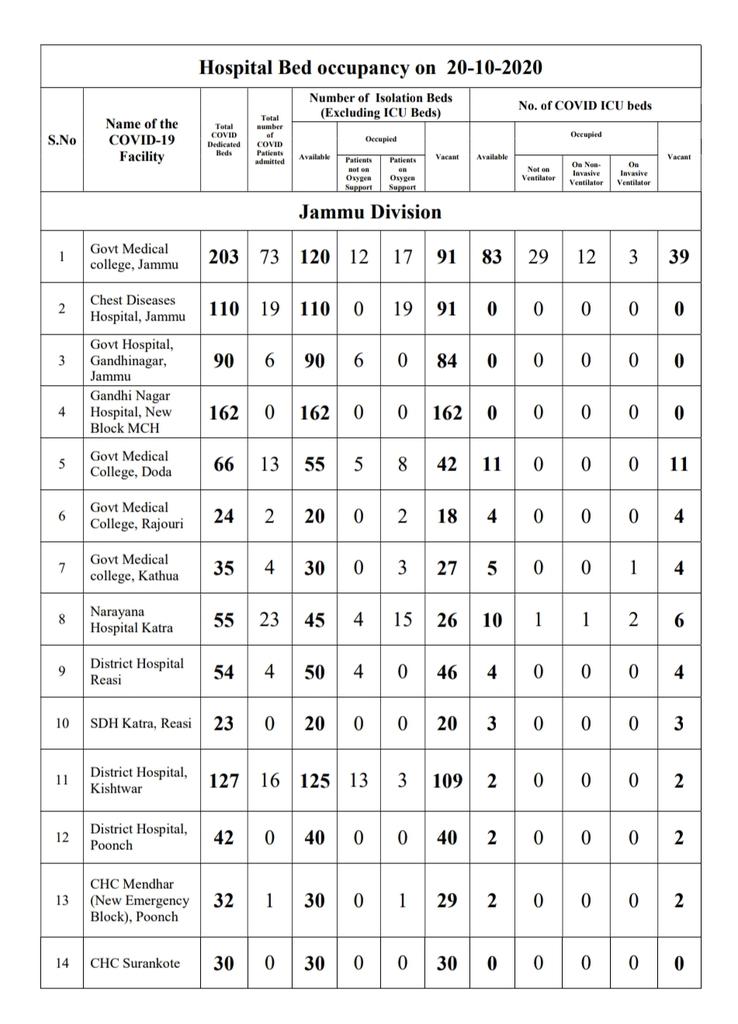 Hospital Bed occupancy on 20-10-2020
S.No
Name of the
COVID-19
Facility
Total
COVID
Dedicated
Beds
Total
number
of
COVID
Patients
admitted
Number of Isolation Beds
(Excluding ICU Beds)
No. of COVID ICU beds
Available
Occupied
Patients
not on
Oxygen
Support
Patients
on
Oxygen
Support
Vacant
Available
Occupied
Not on
Ventilator
On Non-
Invasive
Ventilator
On
Invasive
Ventilator
Vacant
Jammu Division
1 Govt Medical
college, Jammu 203 73 120 12 17 91 83 29 12 3 39
2 Chest Diseases
Hospital, Jammu 110 19 110 0 19 91 0 0 0 0 0
3 Govt Hospital,
Gandhinagar,
Jammu 90 6 90 6 0 84 0 0 0 0 0
4 Gandhi Nagar
Hospital, New
Block MCH 162 0 162 0 0 162 0 0 0 0 0
5 Govt Medical
College, Doda 66 13 55 5 8 42 11 0 0 0 11
6 Govt Medical
College, Rajouri 24 2 20 0 2 18 4 0 0 0 4
7 Govt Medical
college, Kathua 35 4 30 0 3 27 5 0 0 1 4
8 Narayana
Hospital Katra 55 23 45 4 15 26 10 1 1 2 6
9 District Hospital
Reasi 54 4 50 4 0 46 4 0 0 0 4
10 SDH Katra, Reasi 23 0 20 0 0 20 3 0 0 0 3
11 District Hospital,
Kishtwar 127 16 125 13 3 109 2 0 0 0 2
12 District Hospital,
Poonch 42 0 40 0 0 40 2 0 0 0 2
13 CHC Mendhar
(New Emergency
Block), Poonch 32 1 30 0 1 29 2 0 0 0 2
14 CHC Surankote 30 0 30 0 0 30 0 0 0 0 0